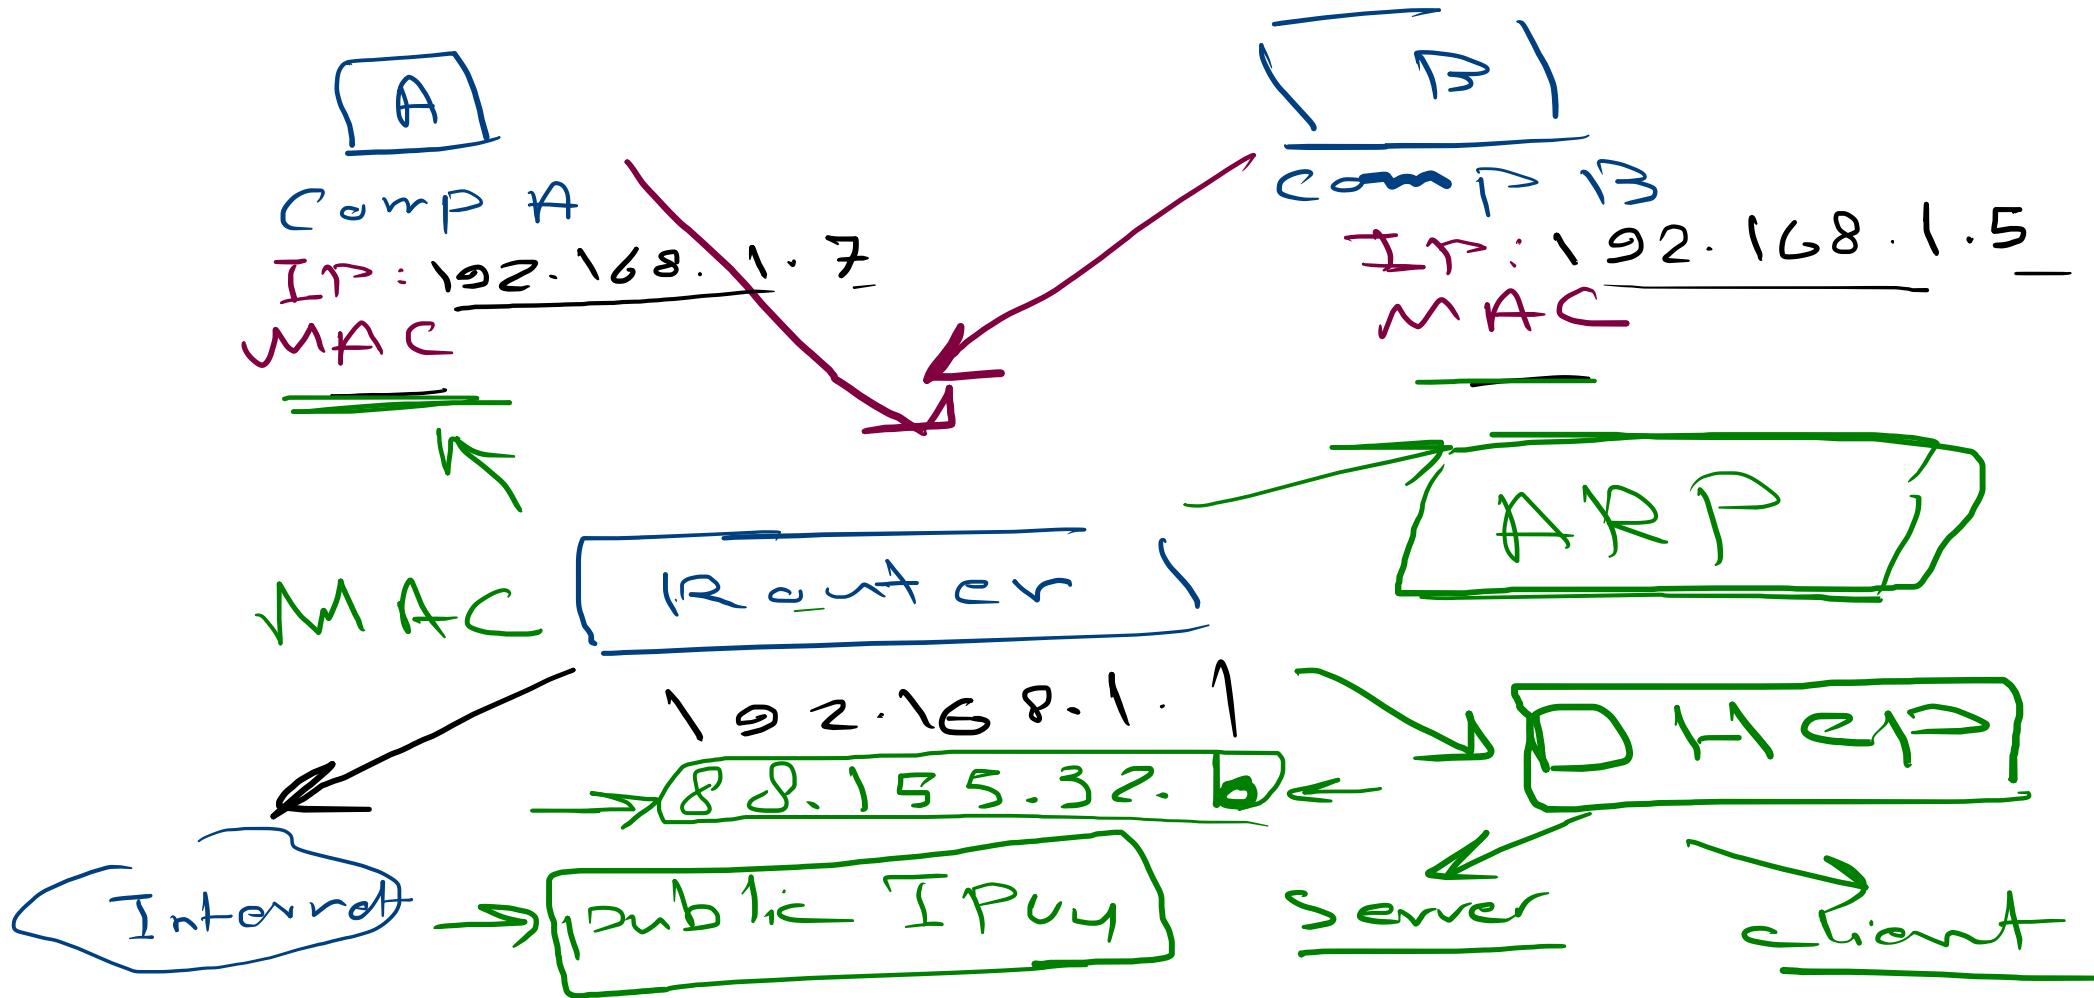 A
B
Comp A
Comp B
IP: 192.168.1.7
IP: 192.168.1.5
MAC
MAC
ARP
Router
MAC
192.168.1.1
DHCP
88.155.32.
public IPv4
Server
Client
Internet